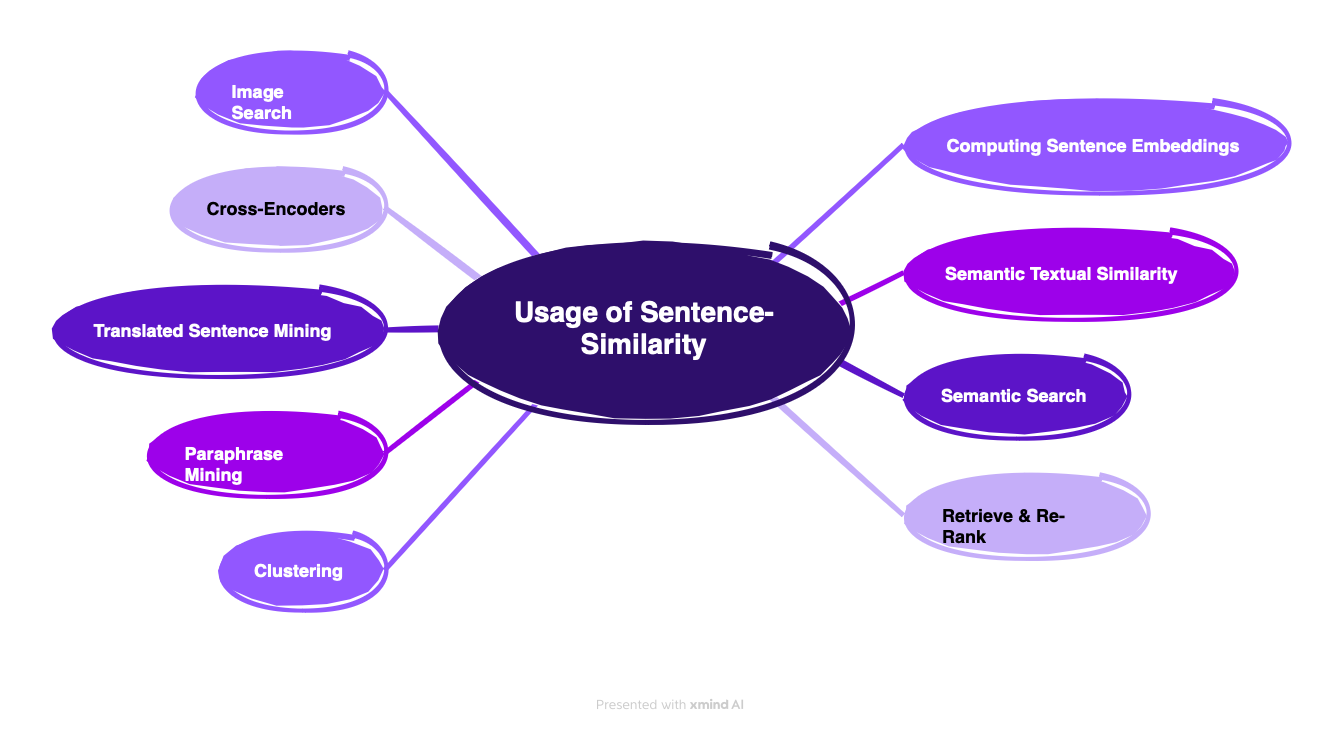 Image
Search
Cross-Encoders
Translated Sentence Mining
Paraphrase
Mining
Clustering
Usage of Sentence-
Similarity
Computing Sentence Embeddings
Semantic Textual Similarity
Semantic Search
Retrieve & Re-
Rank
Presented with xmind AI